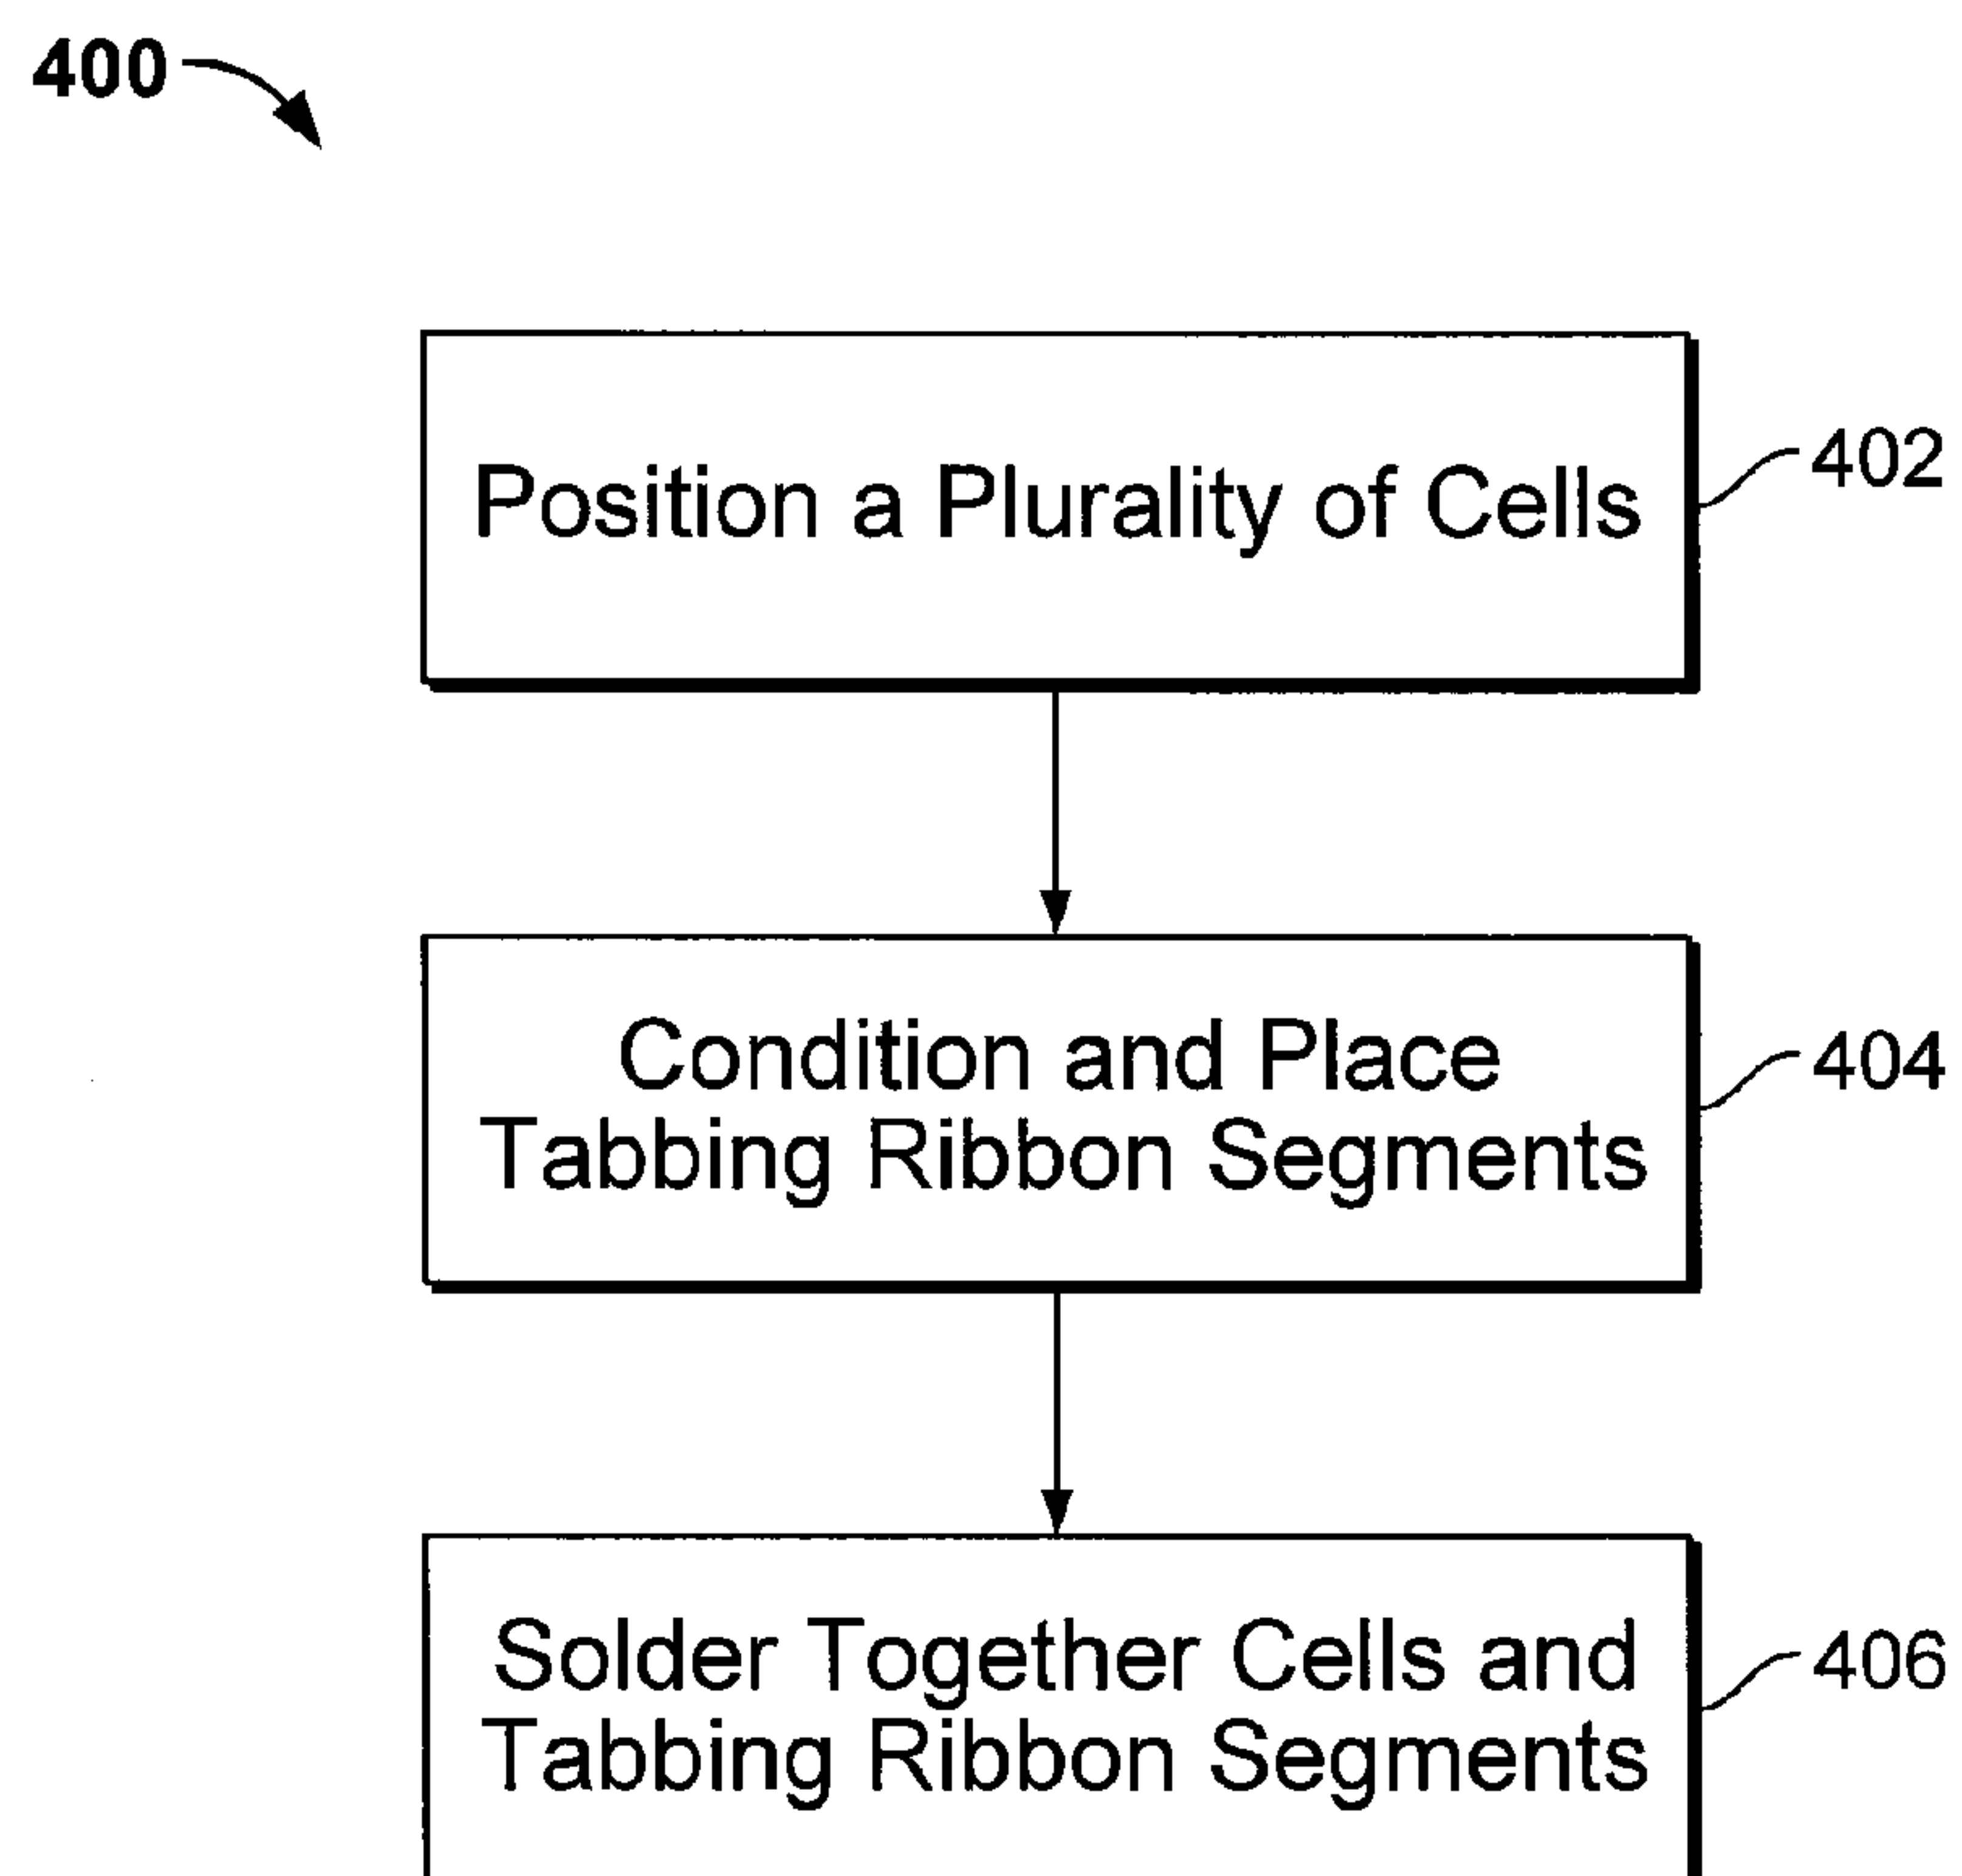 400
Position a Plurality of Cells
402
Condition and Place
Tabbing Ribbon Segments
404
Solder Together Cells and
Tabbing Ribbon Segments
406